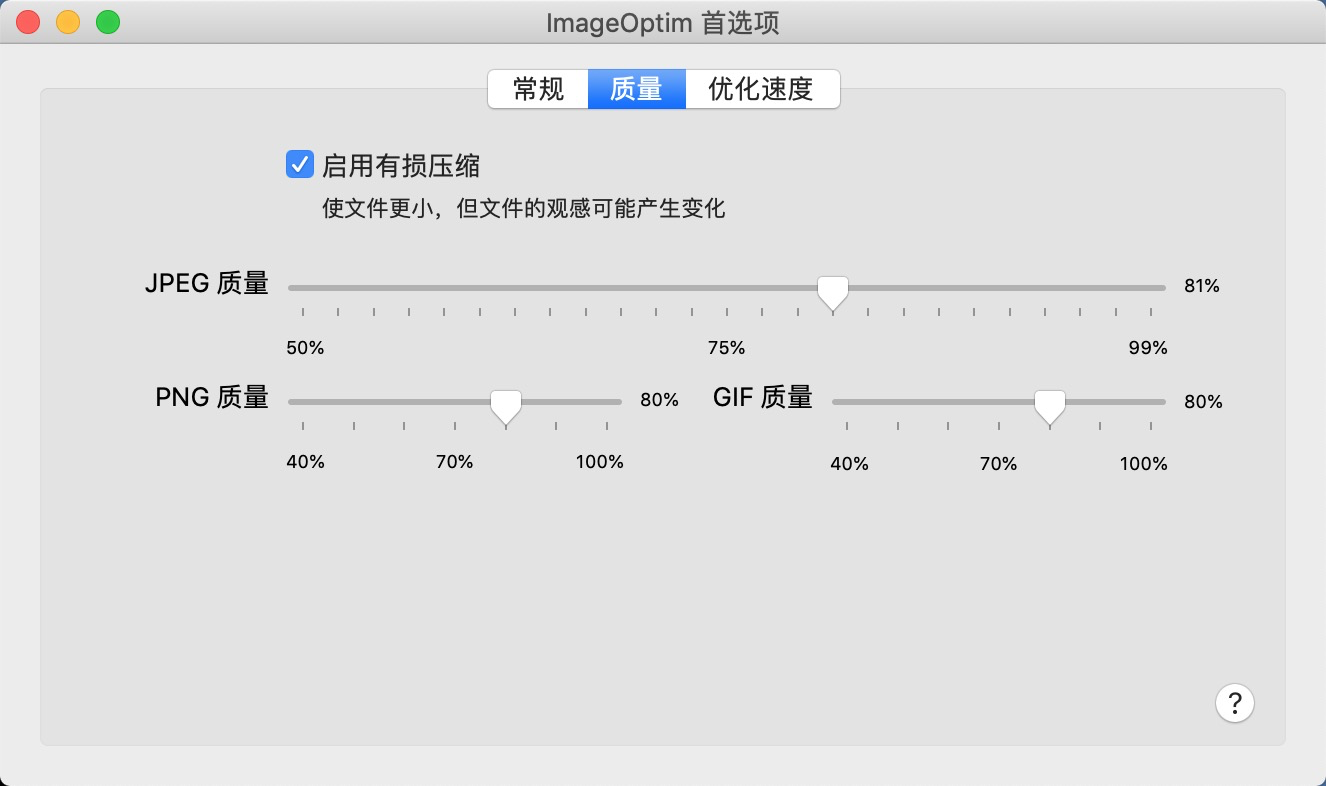 ImageOptim 首选项
常规 质量 优化速度
启用有损压缩
使文件更小，但文件的观感可能产生变化
JPEG 质量 81%
50% 75% 99%
PNG 质量 80% GIF 质量 80%
40% 70% 100% 40% 70% 100%
?